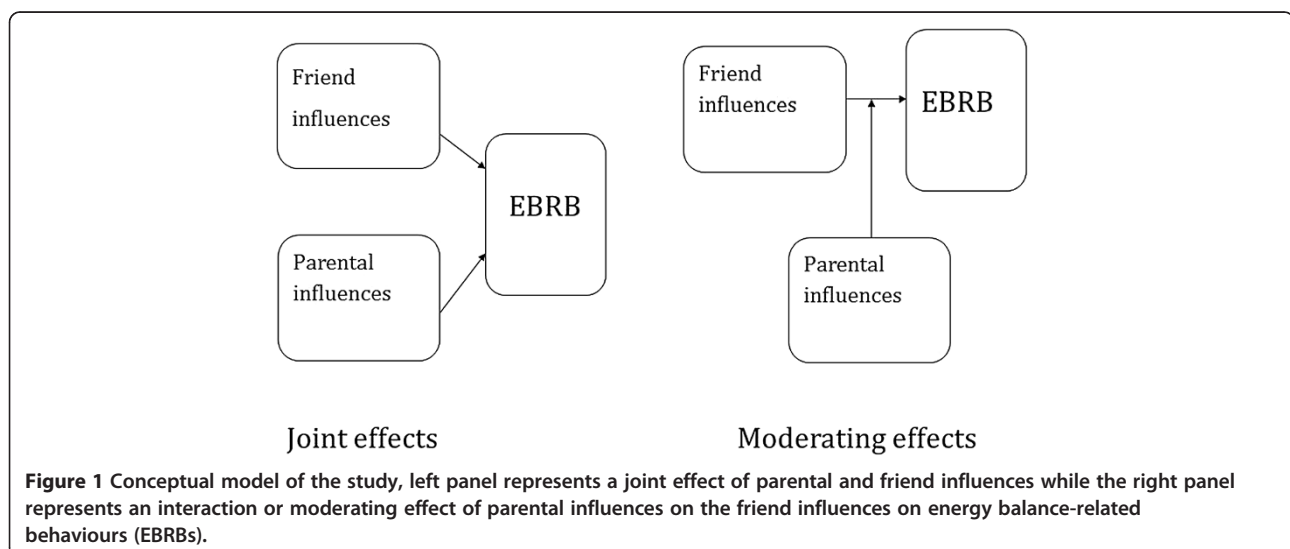 Friend
influences
Parental
influences
EBRB
Joint effects
Friend
influences
EBRB
Parental
influences
Moderating effects
Figure 1 Conceptual model of the study, left panel represents a joint effect of parental and friend influences while the right panel
represents an interaction or moderating effect of parental influences on the friend influences on energy balance-related
behaviours (EBRBs).